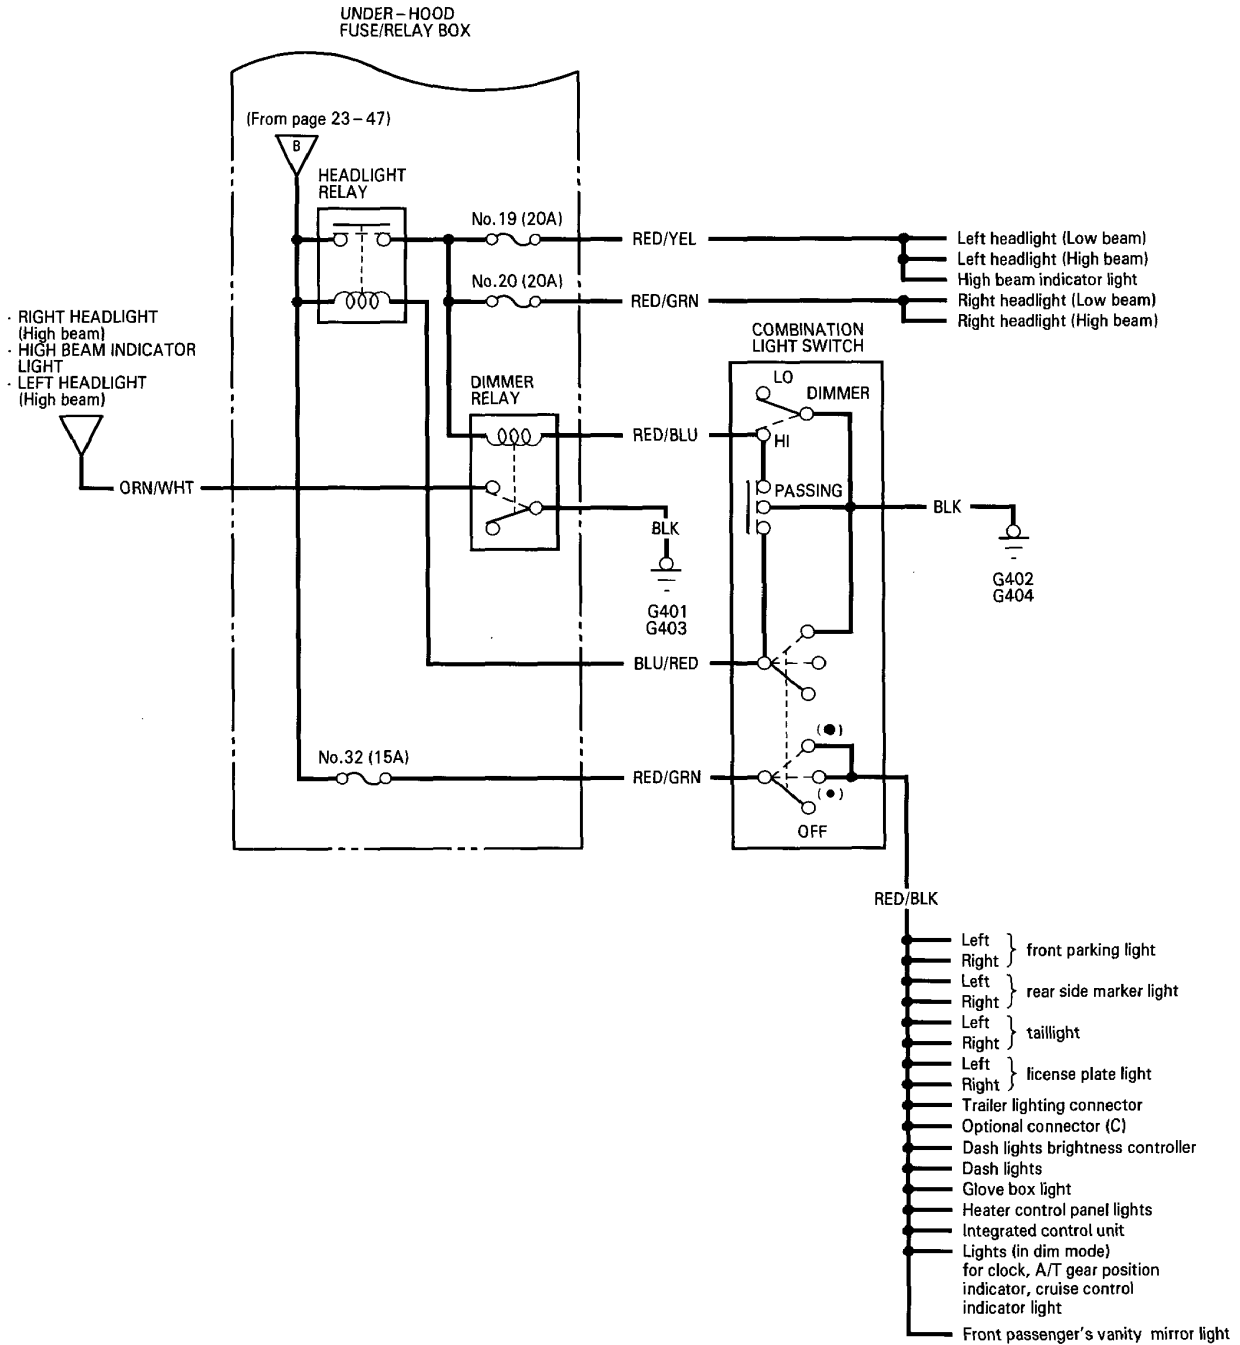 UNDER-HOOD
FUSE/RELAY BOX
(From page 23-47)
B
HEADLIGHT
RELAY
No.19 (20A)
RED/YEL
Left headlight (Low beam)
Left headlight (High beam)
High beam indicator light
No.20 (20A)
RED/GRN
Right headlight (Low beam)
Right headlight (High beam)
· RIGHT HEADLIGHT
(High beam)
· HIGH BEAM INDICATOR
LIGHT
· LEFT HEADLIGHT
(High beam)
COMBINATION
LIGHT SWITCH
LO
DIMMER
DIMMER
RELAY
RED/BLU
HI
ORN/WHT
PASSING
BLK
BLK
G402
G404
G401
G403
BLU/RED
No.32 (15A)
RED/GRN
(●)
(•)
OFF
RED/BLK
Left
Right
front parking light
Left
Right
rear side marker light
Left
Right
taillight
Left
Right
license plate light
Trailer lighting connector
Optional connector (C)
Dash lights brightness controller
Dash lights
Glove box light
Heater control panel lights
Integrated control unit
Lights (in dim mode)
for clock, A/T gear position
indicator, cruise control
indicator light
Front passenger's vanity mirror light